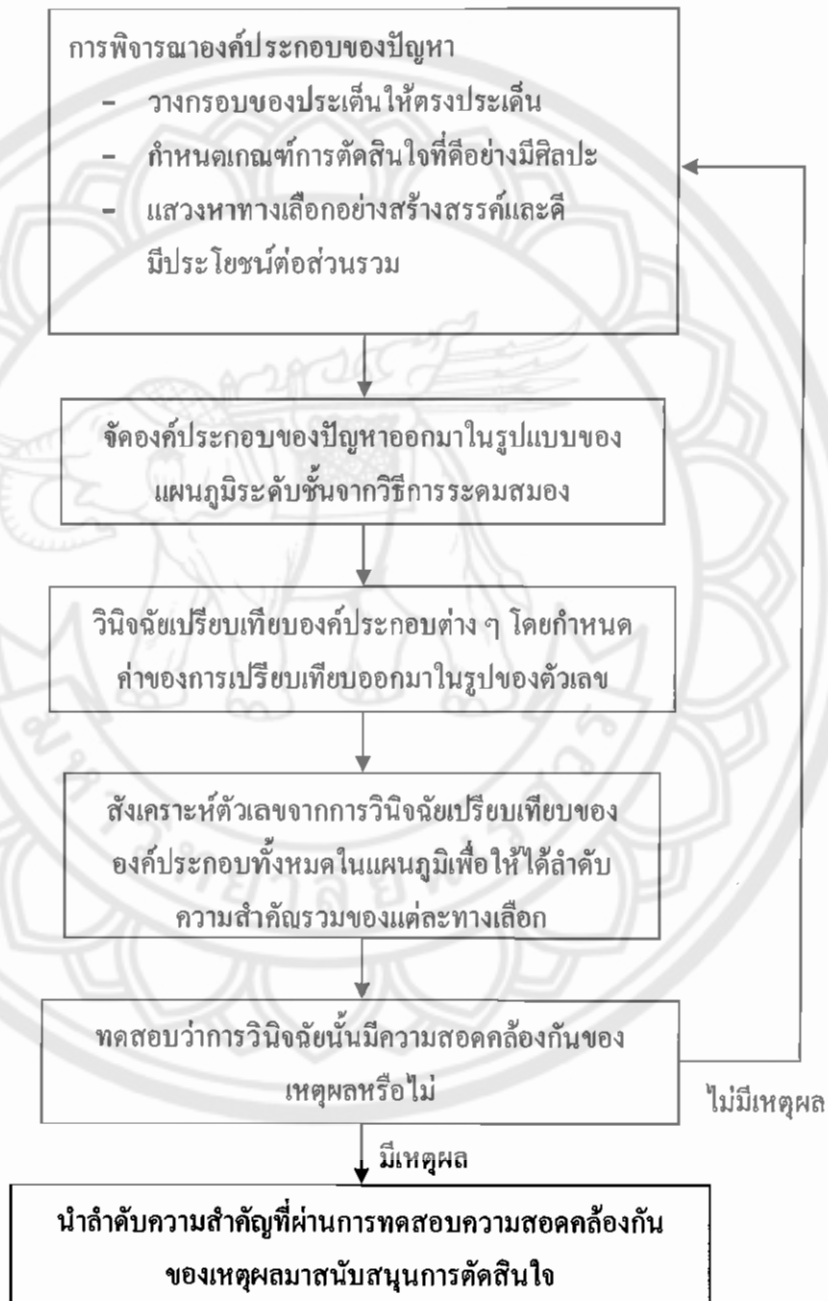 การพิจารณาองค์ประกอบของปัญหา
- วางกรอบของประเด็นให้ตรงประเด็น
- กำหนดเกณฑ์การตัดสินใจที่ดีอย่างมีศิลปะ
- แสวงหาทางเลือกอย่างสร้างสรรค์และดี
มีประโยชน์ต่อส่วนรวม
จัดองค์ประกอบของปัญหาออกมาในรูปแบบของ
แผนภูมิระดับชั้นจากวิธีการระดมสมอง
วินิจฉัยเปรียบเทียบองค์ประกอบต่าง ๆ โดยกำหนด
ค่าของการเปรียบเทียบออกมาในรูปของตัวเลข
สังเคราะห์ตัวเลขจากการวินิจฉัยเปรียบเทียบของ
องค์ประกอบทั้งหมดในแผนภูมิเพื่อให้ได้ลำดับ
ความสำคัญรวมของแต่ละทางเลือก
ทดสอบว่าการวินิจฉัยนั้นมีความสอดคล้องกันของ
เหตุผลหรือไม่
ไม่มีเหตุผล
มีเหตุผล
นำลำดับความสำคัญที่ผ่านการทดสอบความสอดคล้องกัน
ของเหตุผลมาสนับสนุนการตัดสินใจ
มหาวิทยาลัยนเรศวร